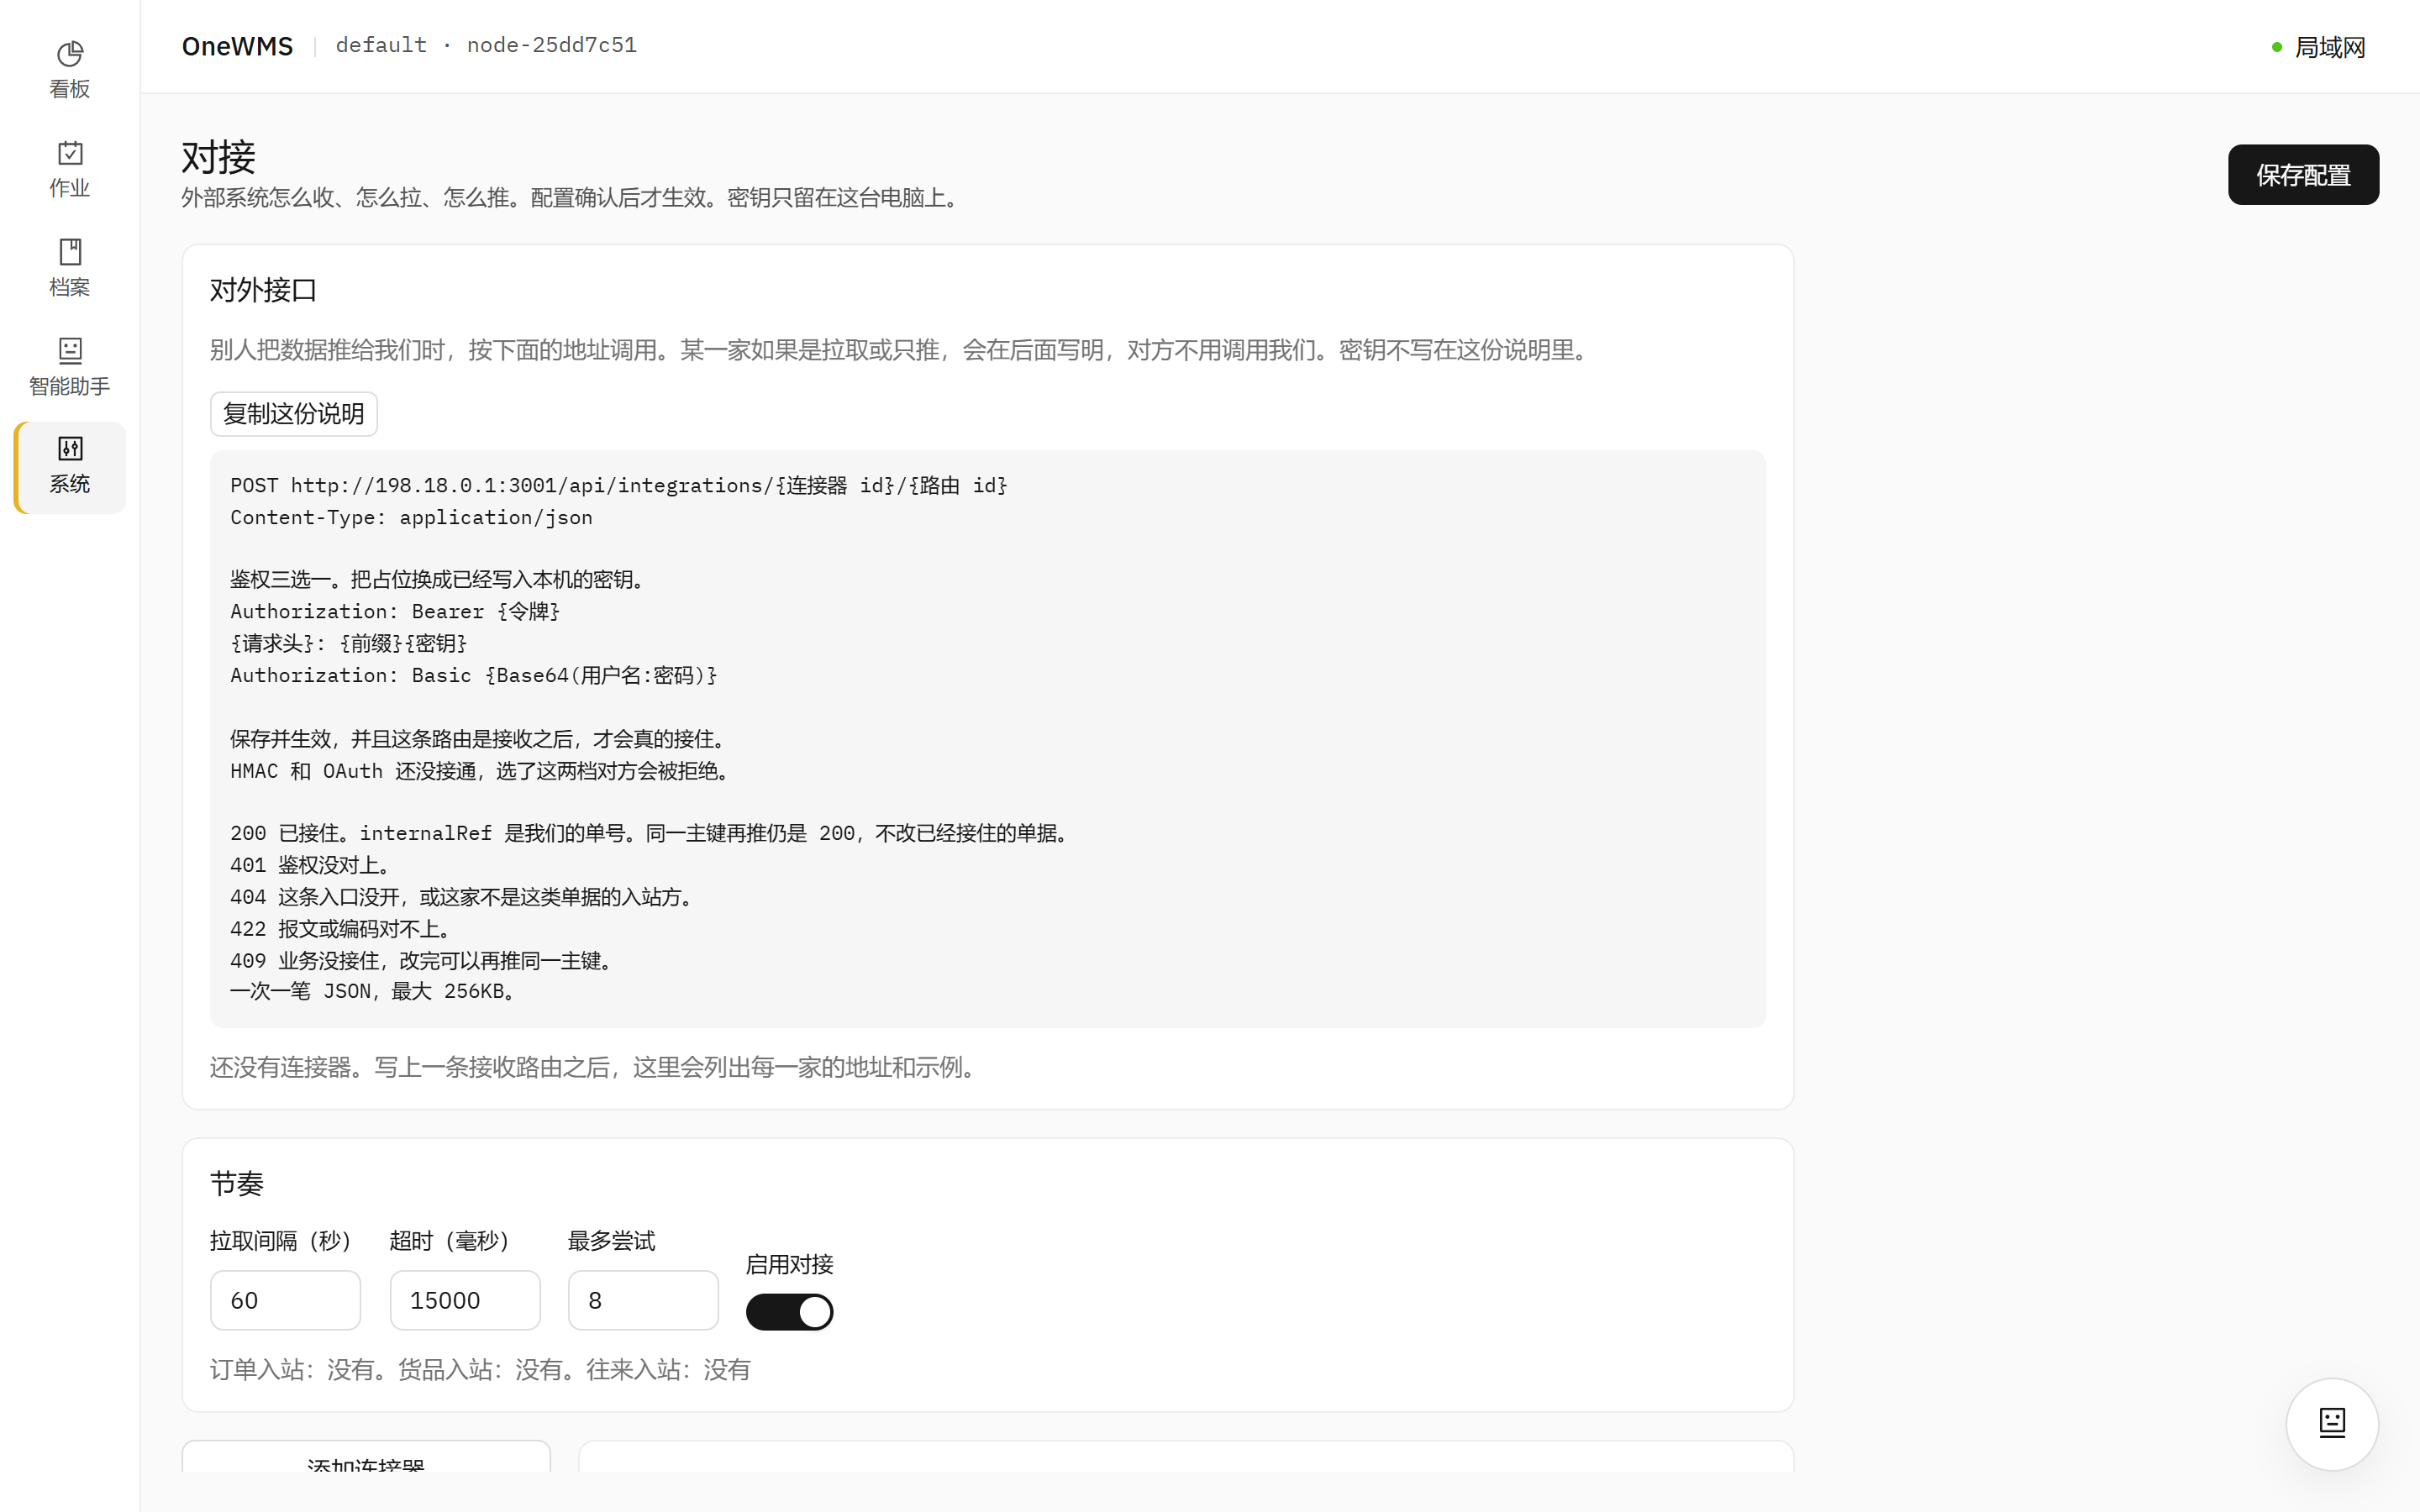 看板
作业
档案
智能助手
系统
OneWMS
default · node-25dd7c51
局域网
对接
外部系统怎么收、怎么拉、怎么推。配置确认后才生效。密钥只留在这台电脑上。
保存配置
对外接口
别人把数据推给我们时，按下面的地址调用。某一家如果是拉取或只推，会在后面写明，对方不用调用我们。密钥不写在这份说明里。
复制这份说明
POST http://198.18.0.1:3001/api/integrations/{连接器 id}/{路由 id}
Content-Type: application/json
鉴权三选一。把占位换成已经写入本机的密钥。
Authorization: Bearer {令牌}
{请求头}: {前缀}{密钥}
Authorization: Basic {Base64(用户名:密码)}
保存并生效，并且这条路由是接收之后，才会真的接住。
HMAC 和 OAuth 还没接通，选了这两档对方会被拒绝。
200 已接住。internalRef 是我们的单号。同一主键再推仍是 200，不改已经接住的单据。
401 鉴权没对上。
404 这条入口没开，或这家不是这类单据的入站方。
422 报文或编码对不上。
409 业务没接住，改完可以再推同一主键。
一次一笔 JSON，最大 256KB。
还没有连接器。写上一条接收路由之后，这里会列出每一家的地址和示例。
节奏
拉取间隔（秒）
超时（毫秒）
最多尝试
启用对接
60
15000
8
订单入站：没有。货品入站：没有。往来入站：没有
添加连接器